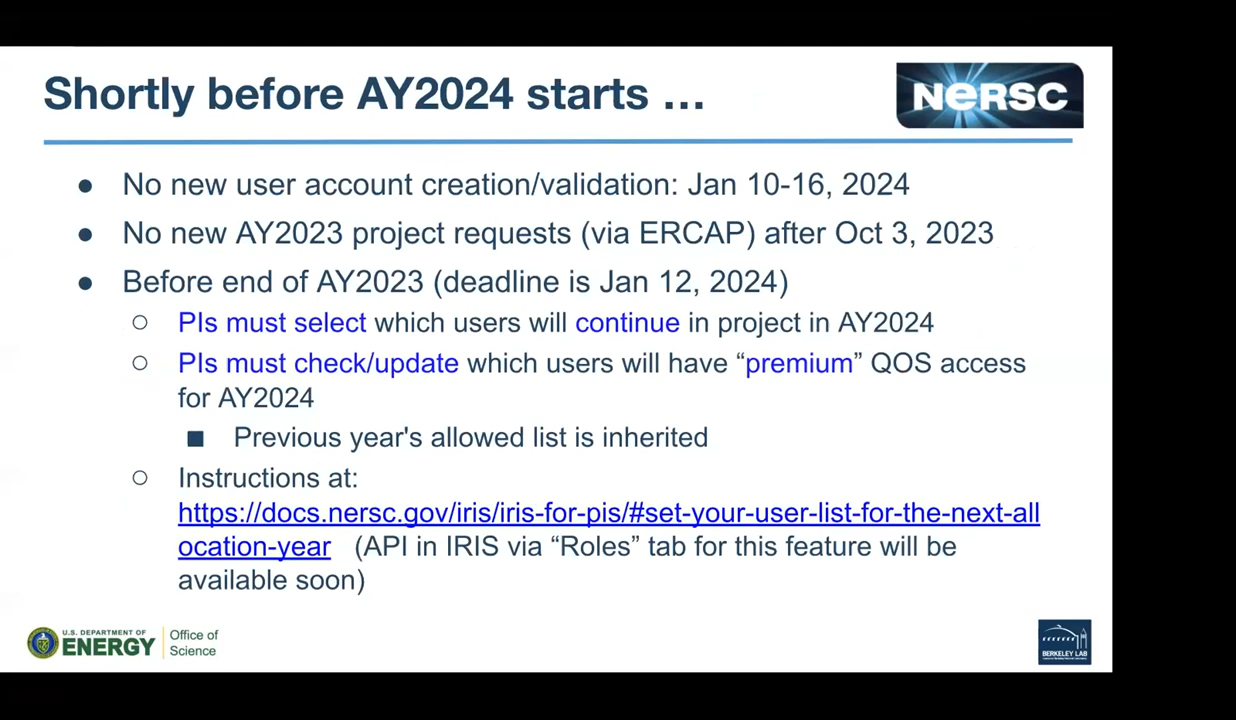 Shortly before AY2024 starts …
NERSC
● No new user account creation/validation: Jan 10-16, 2024
● No new AY2023 project requests (via ERCAP) after Oct 3, 2023
● Before end of AY2023 (deadline is Jan 12, 2024)
○ PIs must select which users will continue in project in AY2024
○ PIs must check/update which users will have “premium” QOS access
for AY2024
■ Previous year's allowed list is inherited
○ Instructions at:
https://docs.nersc.gov/iris/iris-for-pis/#set-your-user-list-for-the-next-all
ocation-year (API in IRIS via “Roles” tab for this feature will be
available soon)
U.S. DEPARTMENT OF
ENERGY
Office of
Science
BERKELEY LAB